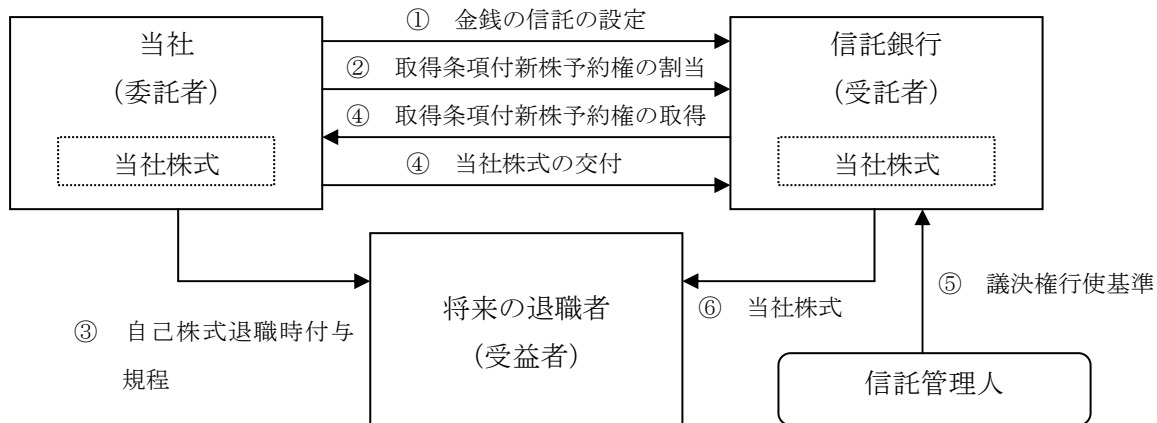 ① 金銭の信託の設定
当社
(委託者)
当社株式
② 取得条項付新株予約権の割当
④ 取得条項付新株予約権の取得
④ 当社株式の交付
信託銀行
(受託者)
当社株式
③ 自己株式退職時付与
規程
将来の退職者
(受益者)
⑥ 当社株式
⑤ 議決権行使基準
信託管理人